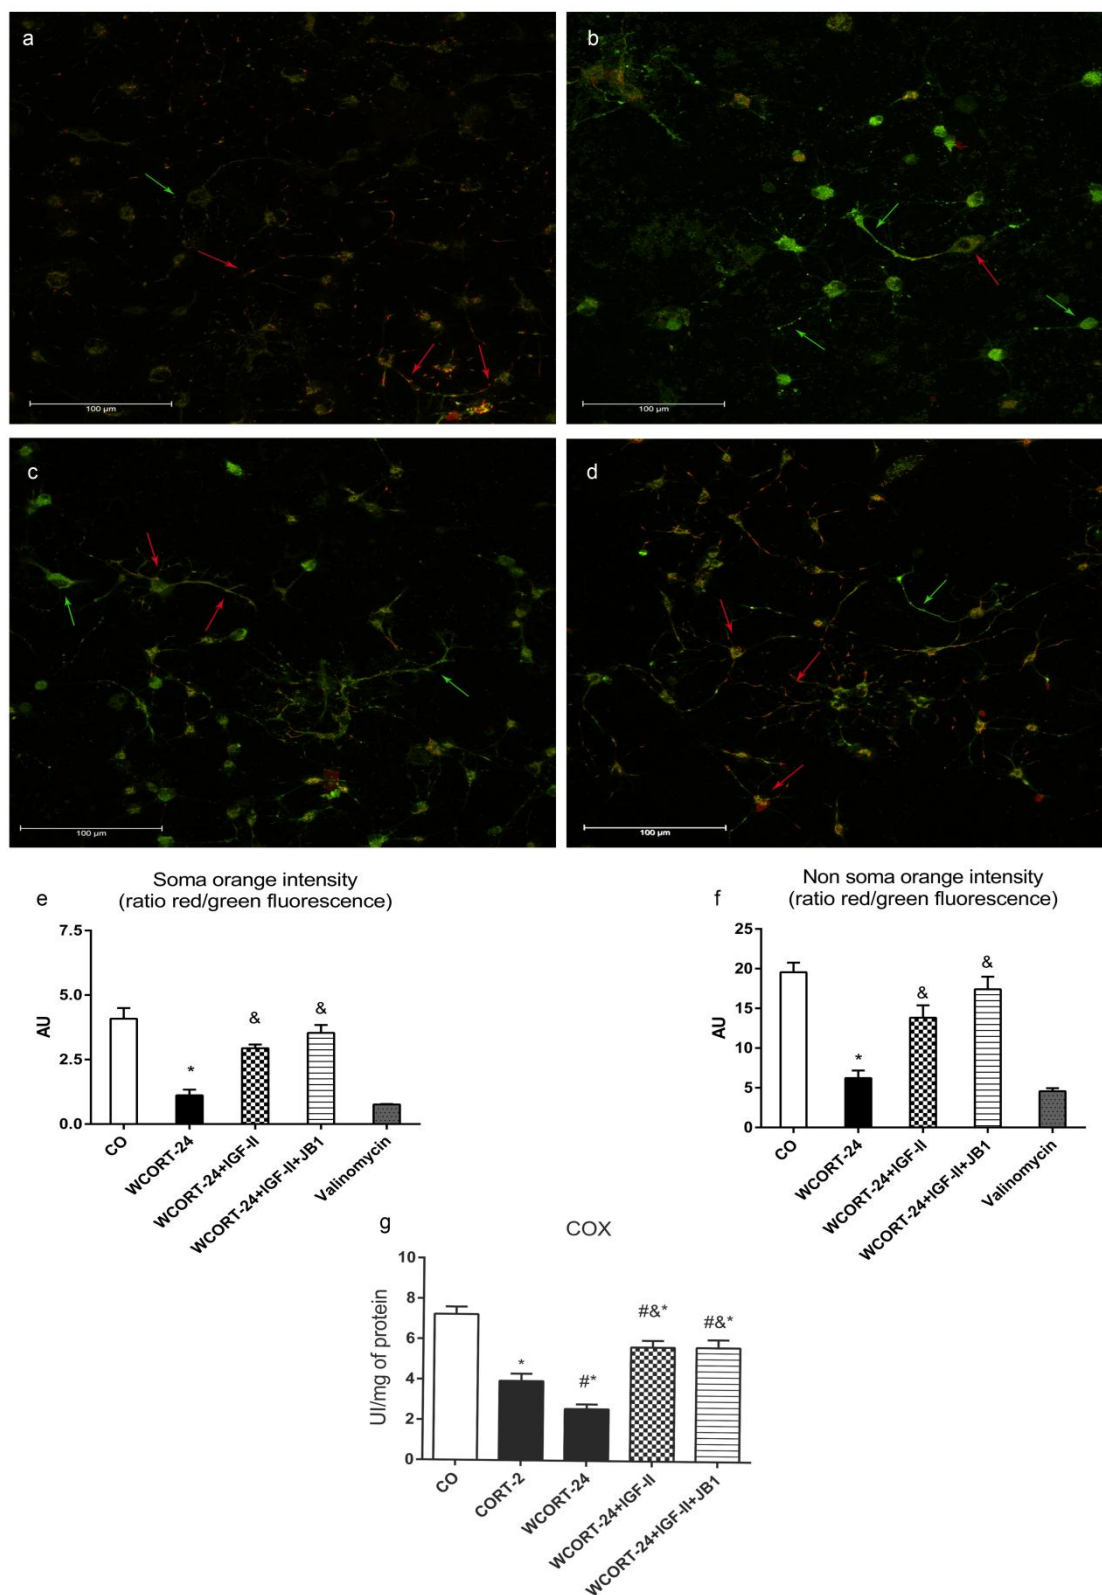 a
b
100 µm
100 µm
c
d
100 µm
100 µm
e
Soma orange intensity
(ratio red/green fluorescence)
7.5
5.0
2.5
0.0
AU
*
&
&
CO
WCORT-24
WCORT-24+IGF-II
WCORT-24+IGF-II+JB1
Valinomycin
f
Non soma orange intensity
(ratio red/green fluorescence)
25
20
15
10
5
0
AU
*
&
&
CO
WCORT-24
WCORT-24+IGF-II
WCORT-24+IGF-II+JB1
Valinomycin
g
COX
10
8
6
4
2
0
UI/mg of protein
*
#*
#&*
#&*
CO
CORT-2
WCORT-24
WCORT-24+IGF-II
WCORT-24+IGF-II+JB1